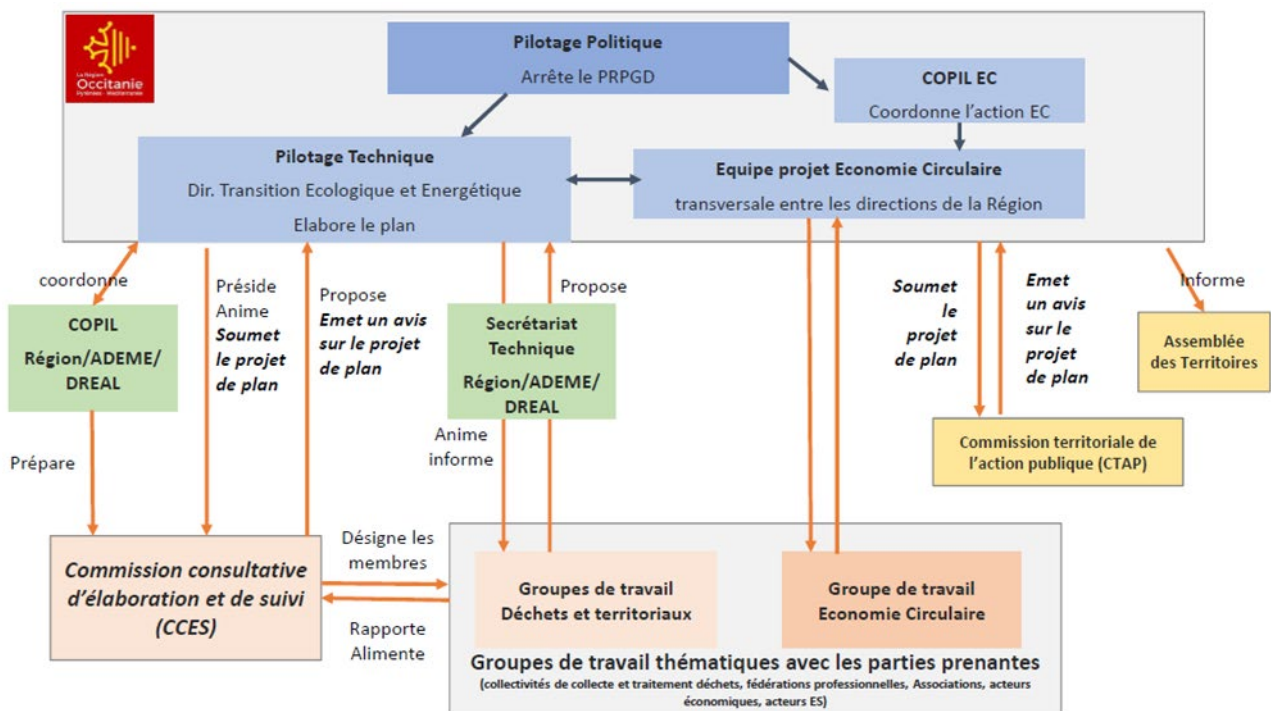 La Région
Occitanie
Pyrénées - Méditerranée
Pilotage Politique
Arrête le PRPGD
COPIL EC
Coordonne l’action EC
Pilotage Technique
Dir. Transition Ecologique et Energétique
Elabore le plan
Equipe projet Economie Circulaire
transversale entre les directions de la Région
coordonne
Préside
Anime
Soumet
le projet
de plan
Propose
Emet un avis
sur le projet
de plan
Propose
Soumet
le
projet
de plan
Emet
un avis
sur le
projet
de plan
Informe
COPIL
Région/ADEME/
DREAL
Secrétariat
Technique
Région/ADEME/
DREAL
Assemblée
des Territoires
Anime
informe
Commission territoriale de
l’action publique (CTAP)
Prépare
Commission consultative
d’élaboration et de suivi
(CCES)
Désigne les
membres
Rapporte
Alimente
Groupes de travail
Déchets et territoriaux
Groupe de travail
Economie Circulaire
Groupes de travail thématiques avec les parties prenantes
(collectivités de collecte et traitement déchets, fédérations professionnelles, Associations, acteurs
économiques, acteurs ES)